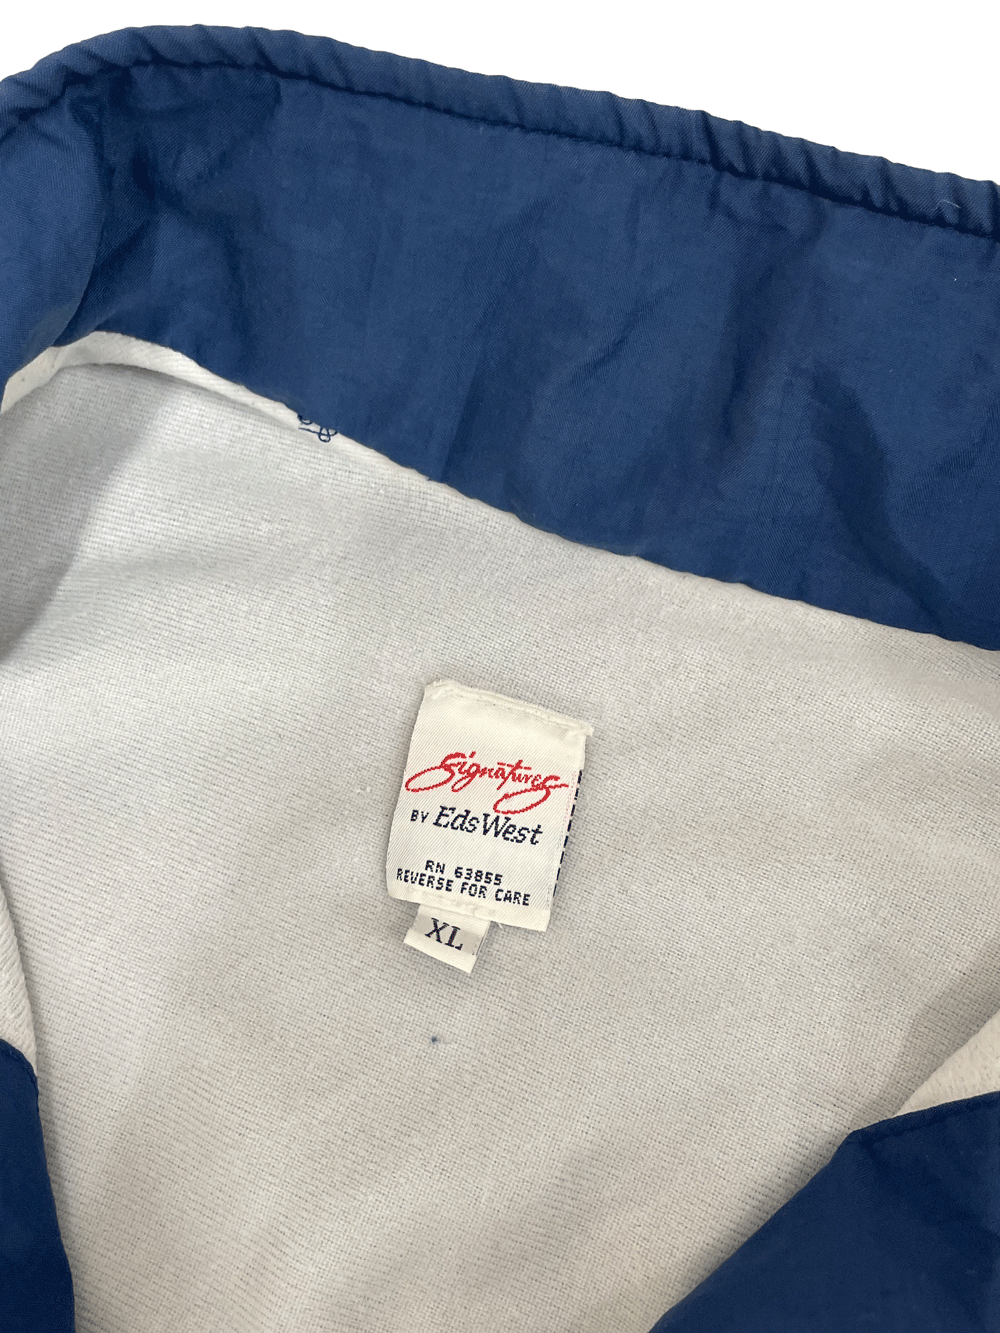 Signatures
BY EdsWest
RN 63855
REVERSE FOR CARE
XL